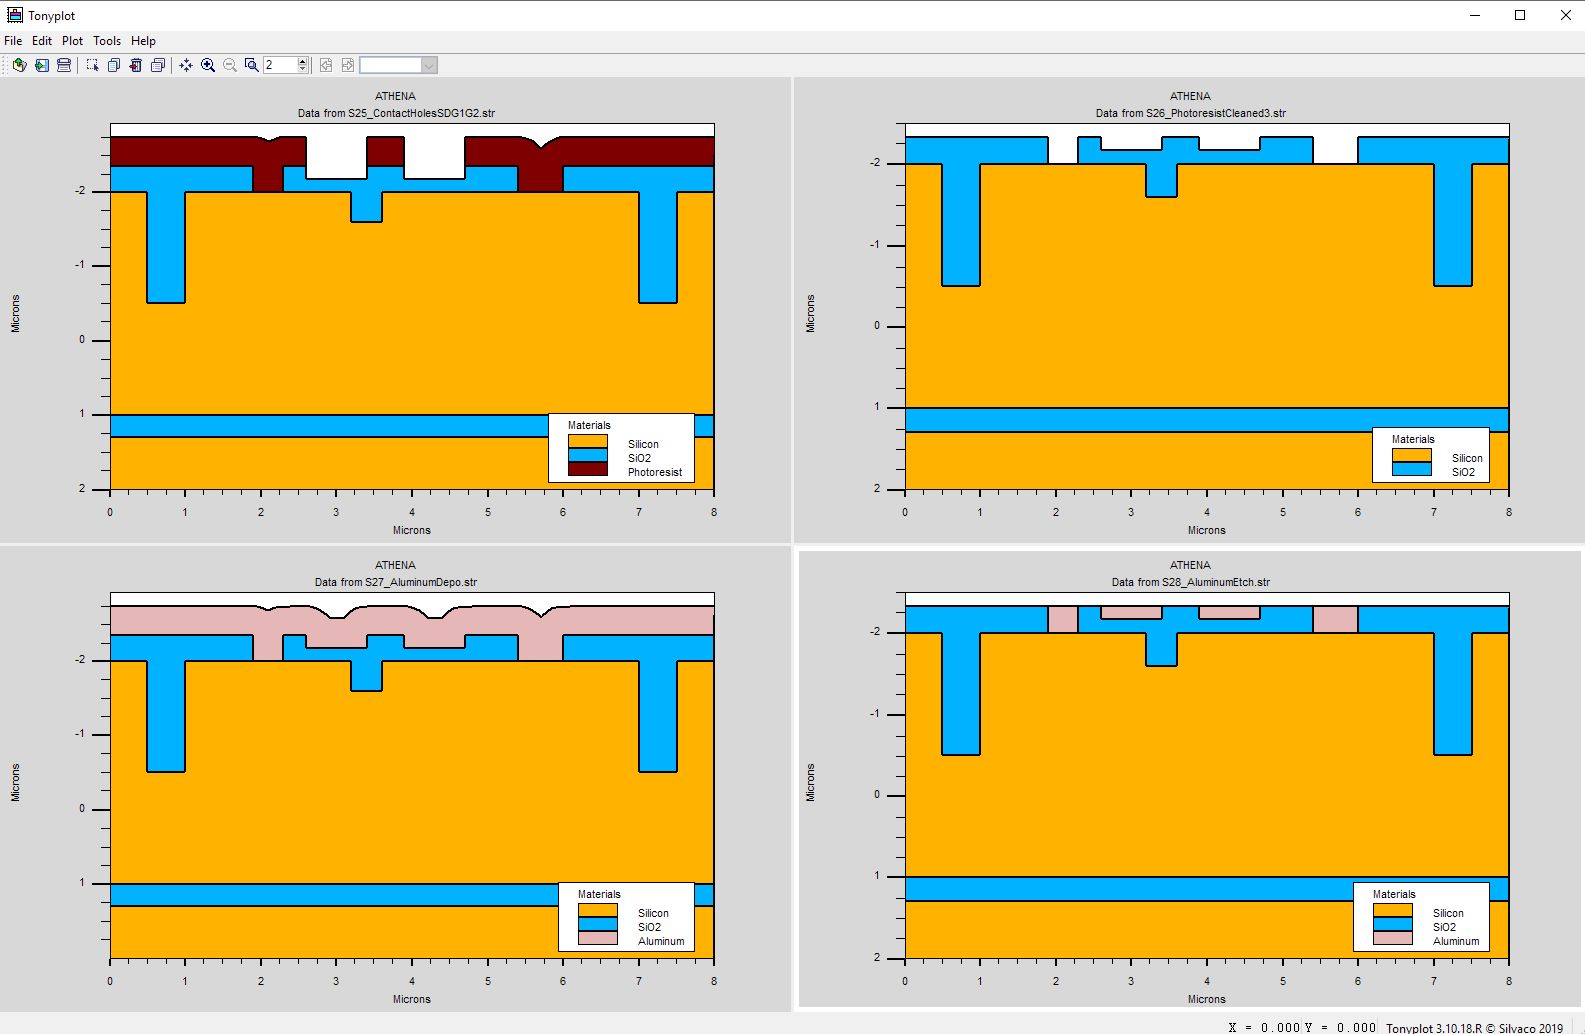 Tonyplot
File Edit Plot Tools Help
2
ATHENA
Data from S25_ContactHolesSDG1G2.str
Microns
-2
-1
0
1
2
Materials
Silicon
SiO2
Photoresist
0 1 2 3 4 5 6 7 8
Microns
ATHENA
Data from S26_PhotoresistCleaned3.str
Microns
-2
-1
0
1
2
Materials
Silicon
SiO2
0 1 2 3 4 5 6 7 8
Microns
ATHENA
Data from S27_AluminumDepo.str
Microns
-2
-1
0
1
Materials
Silicon
SiO2
Aluminum
0 1 2 3 4 5 6 7 8
Microns
ATHENA
Data from S28_AluminumEtch.str
Microns
-2
-1
0
1
2
Materials
Silicon
SiO2
Aluminum
0 1 2 3 4 5 6 7 8
Microns
X = 0.000 Y = 0.000 Tonyplot 3.10.18.R © Silvaco 2019